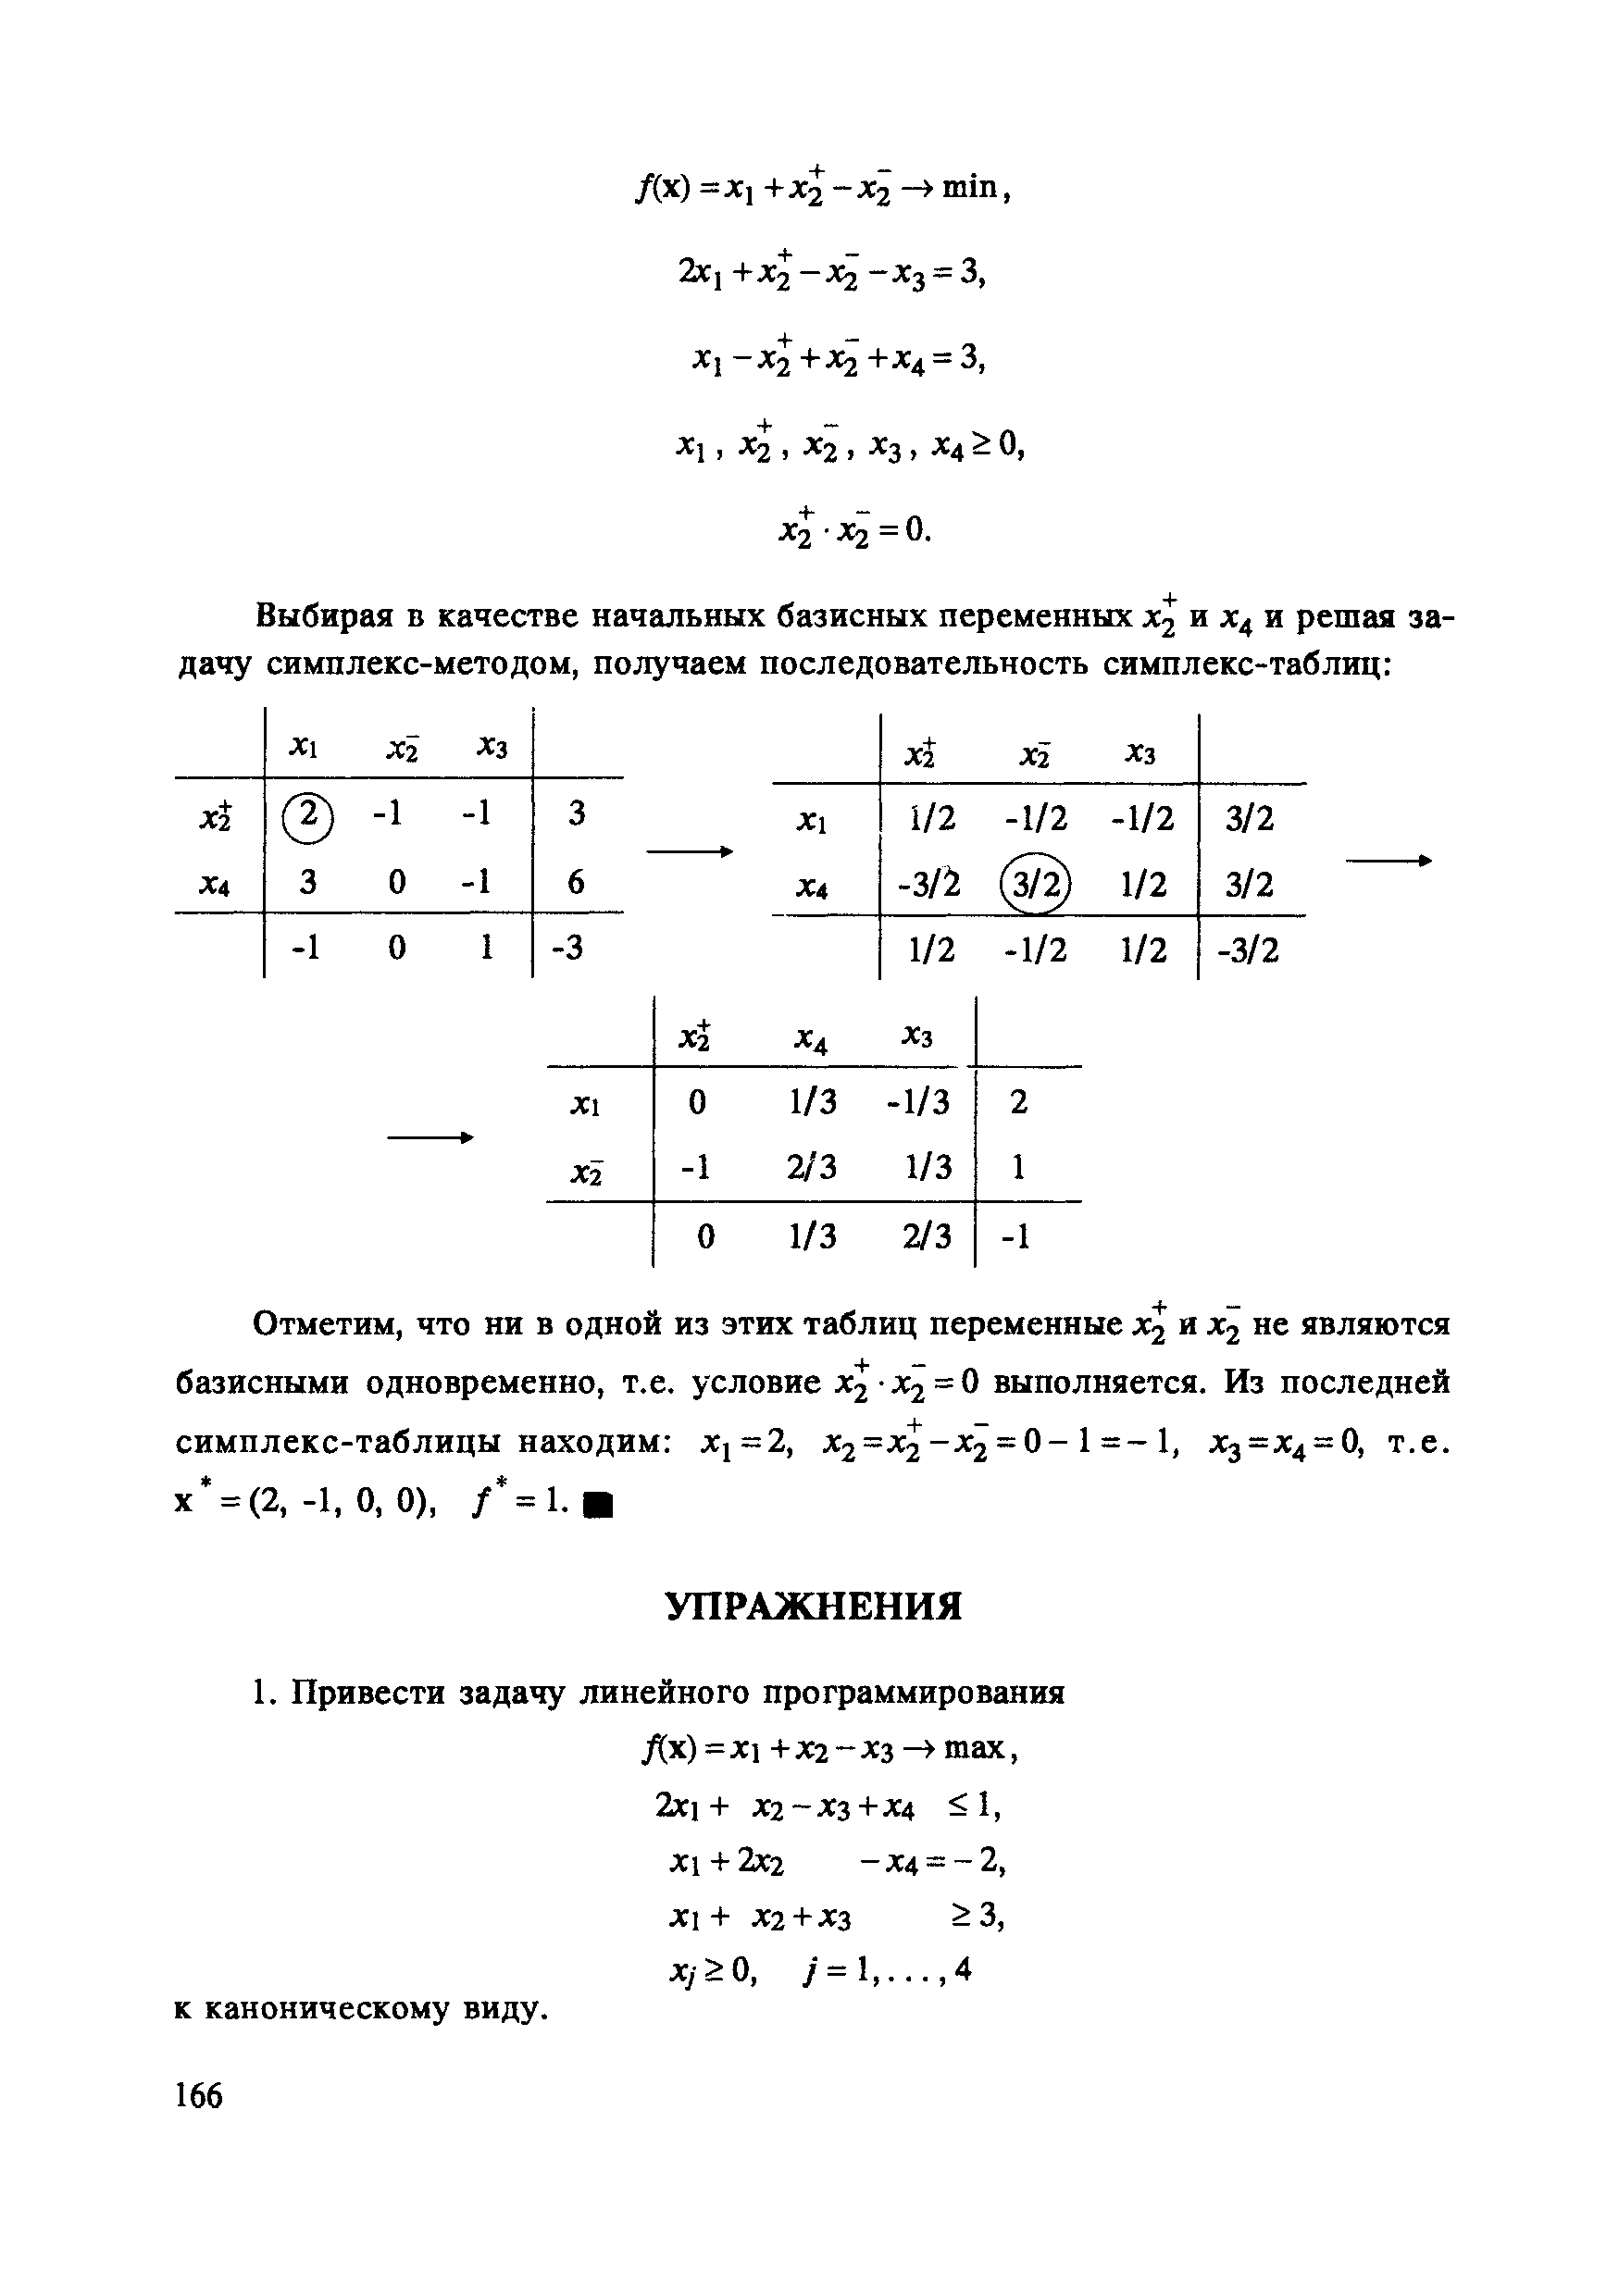 f(x) = x₁ + x₂⁺ − x₂⁻ → min,
2x₁ + x₂⁺ − x₂⁻ − x₃ = 3,
x₁ − x₂⁺ + x₂⁻ + x₄ = 3,
x₁, x₂⁺, x₂⁻, x₃, x₄ ≥ 0,
x₂⁺ · x₂⁻ = 0.
Выбирая в качестве начальных базисных переменных x₂⁺ и x₄ и решая за-
дачу симплекс-методом, получаем последовательность симплекс-таблиц:
x₁ x₂⁻ x₃
x₂⁺ 2 -1 -1 3
x₄ 3 0 -1 6
-1 0 1 -3
x₂⁺ x₂⁻ x₃
x₁ 1/2 -1/2 -1/2 3/2
x₄ -3/2 3/2 1/2 3/2
1/2 -1/2 1/2 -3/2
x₂⁺ x₄ x₃
x₁ 0 1/3 -1/3 2
x₂⁻ -1 2/3 1/3 1
0 1/3 2/3 -1
Отметим, что ни в одной из этих таблиц переменные x₂⁺ и x₂⁻ не являются
базисными одновременно, т.е. условие x₂⁺ · x₂⁻ = 0 выполняется. Из последней
симплекс-таблицы находим: x₁ = 2, x₂ = x₂⁺ − x₂⁻ = 0 − 1 = − 1, x₃ = x₄ = 0, т.е.
x* = (2, -1, 0, 0), f* = 1. ■
УПРАЖНЕНИЯ
1. Привести задачу линейного программирования
f(x) = x₁ + x₂ − x₃ → max,
2x₁ + x₂ − x₃ + x₄ ≤ 1,
x₁ + 2x₂ − x₄ = − 2,
x₁ + x₂ + x₃ ≥ 3,
xⱼ ≥ 0, j = 1,...,4
к каноническому виду.
166